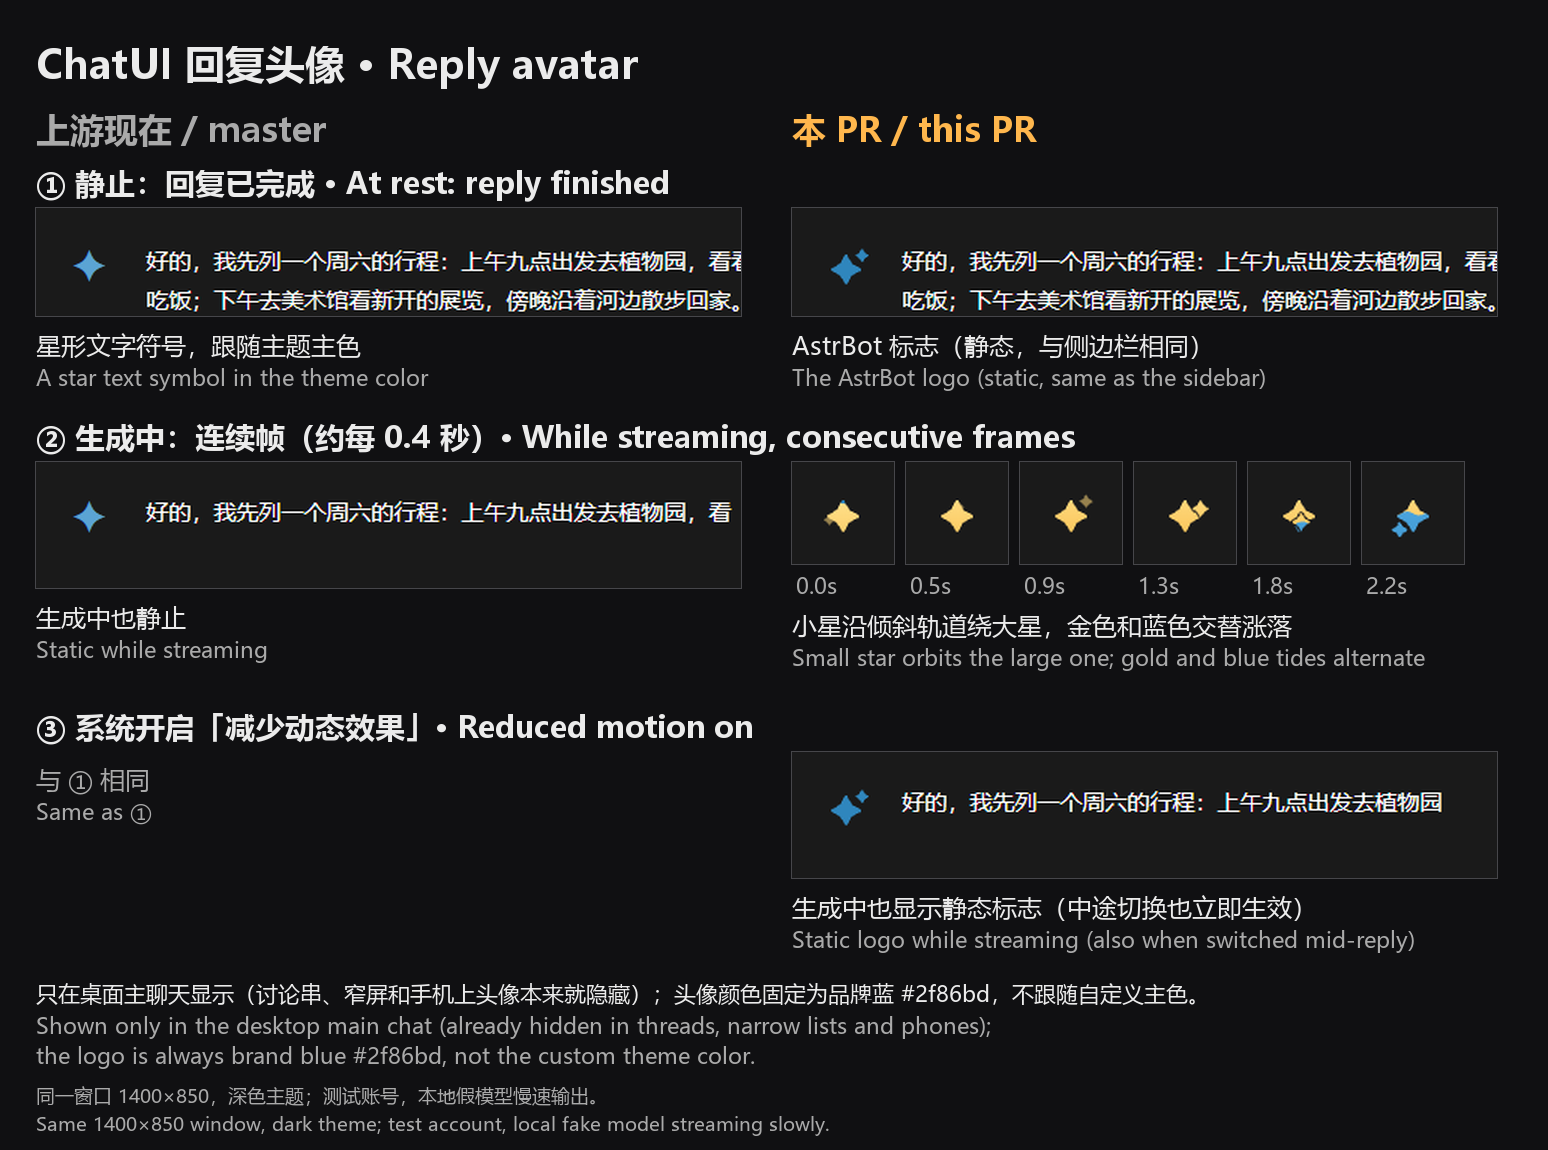 ChatUI 回复头像 • Reply avatar
上游现在 / master
本 PR / this PR
① 静止：回复已完成 • At rest: reply finished
好的，我先列一个周六的行程：上午九点出发去植物园，看看
吃饭；下午去美术馆看新开的展览，傍晚沿着河边散步回家。
星形文字符号，跟随主题主色
A star text symbol in the theme color
好的，我先列一个周六的行程：上午九点出发去植物园，看看
吃饭；下午去美术馆看新开的展览，傍晚沿着河边散步回家。
AstrBot 标志（静态，与侧边栏相同）
The AstrBot logo (static, same as the sidebar)
② 生成中：连续帧（约每 0.4 秒）• While streaming, consecutive frames
好的，我先列一个周六的行程：上午九点出发去植物园，看
生成中也静止
Static while streaming
0.0s 0.5s 0.9s 1.3s 1.8s 2.2s
小星沿倾斜轨道绕大星，金色和蓝色交替涨落
Small star orbits the large one; gold and blue tides alternate
③ 系统开启「减少动态效果」• Reduced motion on
与 ① 相同
Same as ①
好的，我先列一个周六的行程：上午九点出发去植物园
生成中也显示静态标志（中途切换也立即生效）
Static logo while streaming (also when switched mid-reply)
只在桌面主聊天显示（讨论串、窄屏和手机上头像本来就隐藏）；头像颜色固定为品牌蓝 #2f86bd，不跟随自定义主色。
Shown only in the desktop main chat (already hidden in threads, narrow lists and phones);
the logo is always brand blue #2f86bd, not the custom theme color.
同一窗口 1400×850，深色主题；测试账号，本地假模型慢速输出。
Same 1400×850 window, dark theme; test account, local fake model streaming slowly.